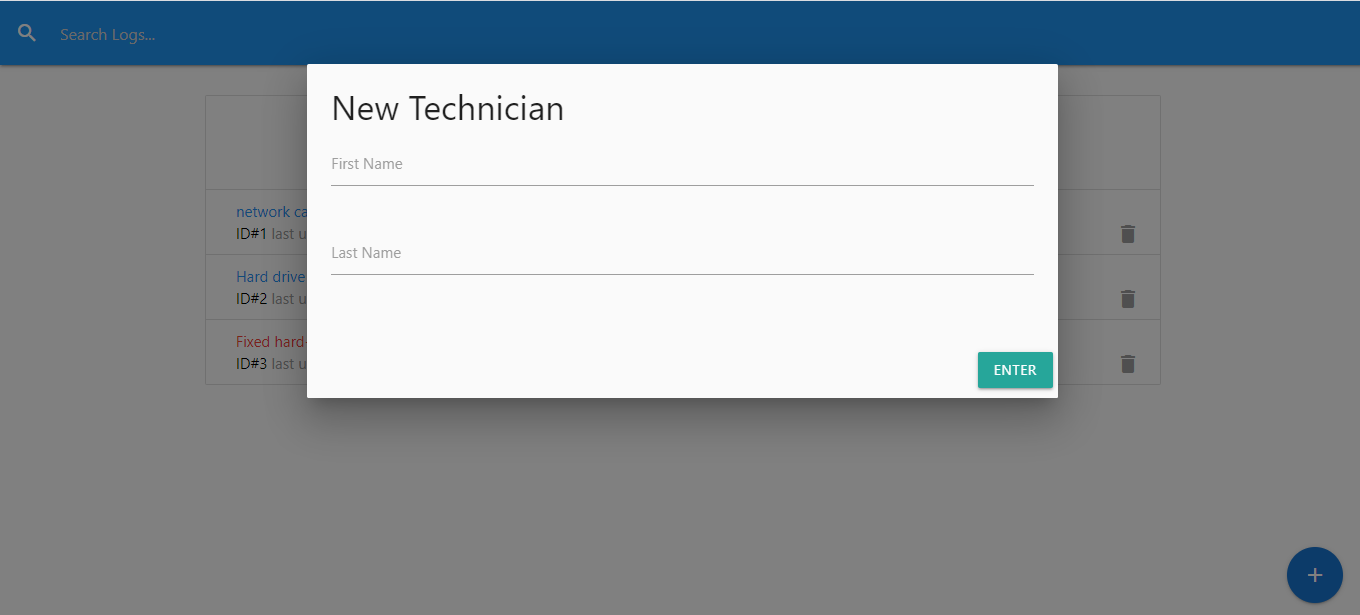 Search Logs...
New Technician
First Name
network ca
ID#1 last u
Last Name
Hard drive
ID#2 last u
Fixed hard
ID#3 last u
ENTER